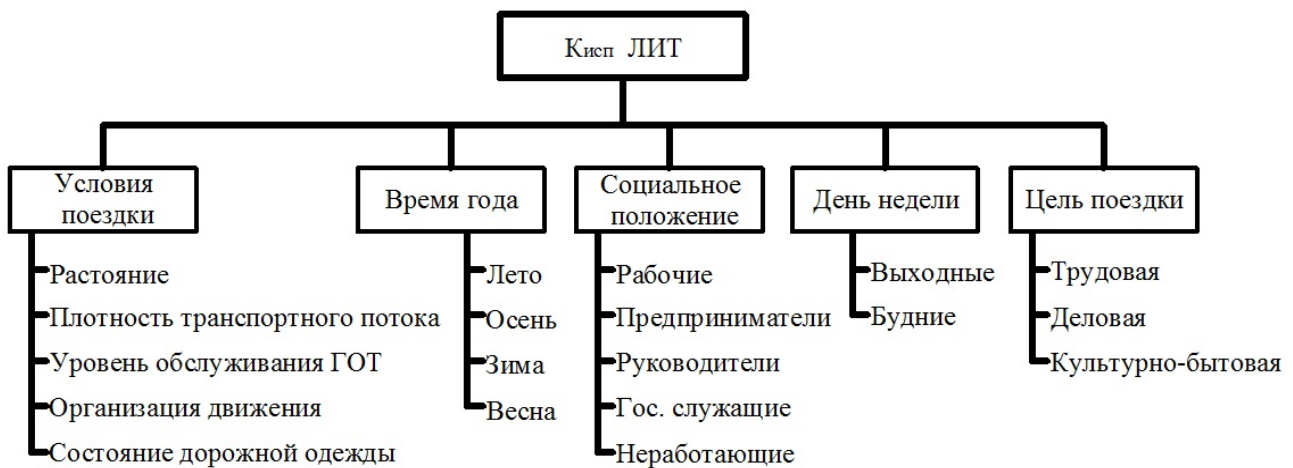 Кисп ЛИТ
Условия
поездки
Время года
Социальное
положение
День недели
Цель поездки
Растояние
Плотность транспортного потока
Уровень обслуживания ГОТ
Организация движения
Состояние дорожной одежды
Лето
Осень
Зима
Весна
Рабочие
Предприниматели
Руководители
Гос. служащие
Неработающие
Выходные
Будние
Трудовая
Деловая
Культурно-бытовая